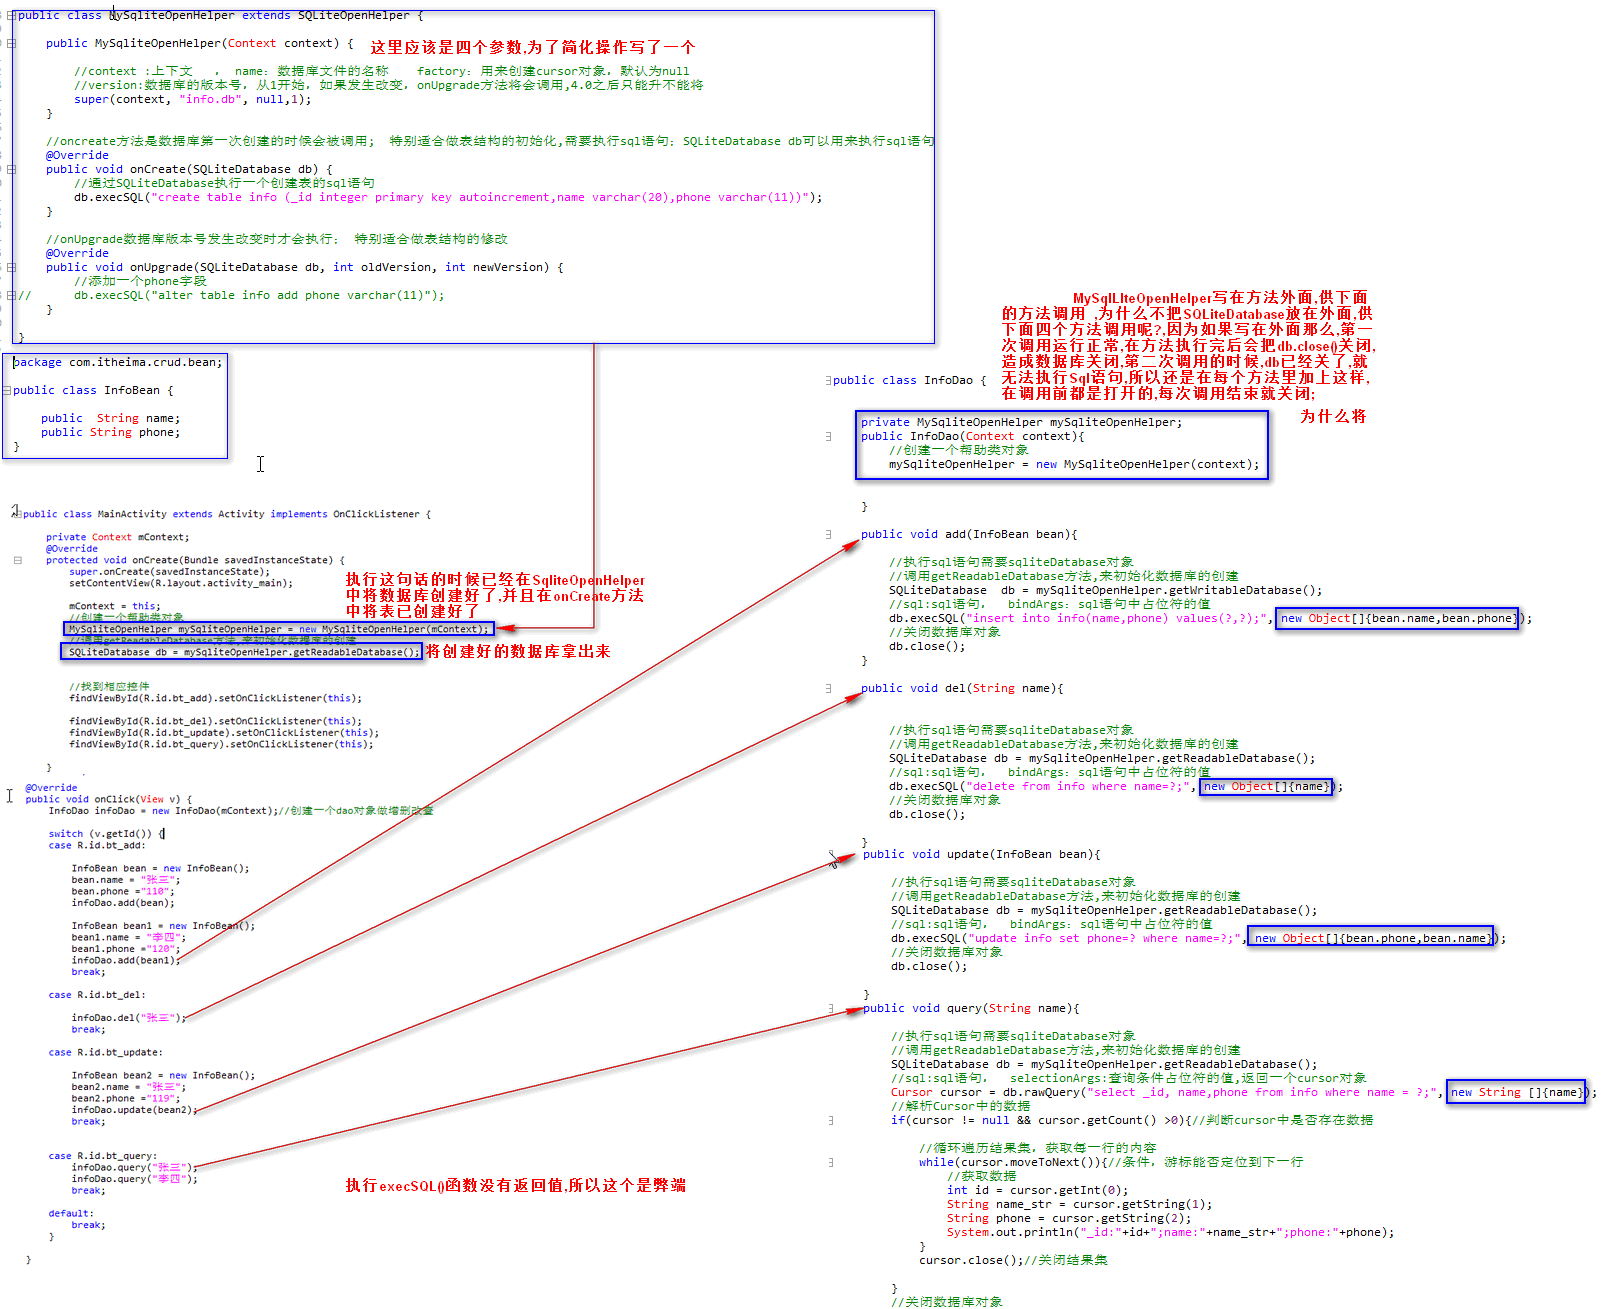 public class MySqliteOpenHelper extends SQLiteOpenHelper {
public MySqliteOpenHelper(Context context) {
这里应该是四个参数,为了简化操作写了一个
//context :上下文   ， name：数据库文件的名称    factory：用来创建cursor对象，默认为null
//version:数据库的版本号，从1开始，如果发生改变，onUpgrade方法将会调用,4.0之后只能升不能将
super(context, "info.db", null,1);
}
//oncreate方法是数据库第一次创建的时候会被调用;  特别适合做表结构的初始化,需要执行sql语句；SQLiteDatabase db可以用来执行sql语句
@Override
public void onCreate(SQLiteDatabase db) {
//通过SQLiteDatabase执行一个创建表的sql语句
db.execSQL("create table info (_id integer primary key autoincrement,name varchar(20),phone varchar(11))");
}
//onUpgrade数据库版本号发生改变时才会执行； 特别适合做表结构的修改
@Override
public void onUpgrade(SQLiteDatabase db, int oldVersion, int newVersion) {
//添加一个phone字段
//      db.execSQL("alter table info add phone varchar(11)");
}
}
package com.itheima.crud.bean;
public class InfoBean {
public  String name;
public String phone;
}
public class MainActivity extends Activity implements OnClickListener {
private Context mContext;
@Override
protected void onCreate(Bundle savedInstanceState) {
super.onCreate(savedInstanceState);
setContentView(R.layout.activity_main);
执行这句话的时候已经在SqliteOpenHelper
中将数据库创建好了,并且在onCreate方法
中将表已创建好了
mContext = this;
//创建一个帮助类对象
MySqliteOpenHelper mySqliteOpenHelper = new MySqliteOpenHelper(mContext);
//调用getReadableDatabase方法,来初始化数据库的创建
SQLiteDatabase db = mySqliteOpenHelper.getReadableDatabase();
将创建好的数据库拿出来
//找到相应控件
findViewById(R.id.bt_add).setOnClickListener(this);
findViewById(R.id.bt_del).setOnClickListener(this);
findViewById(R.id.bt_update).setOnClickListener(this);
findViewById(R.id.bt_query).setOnClickListener(this);
}
@Override
public void onClick(View v) {
InfoDao infoDao = new InfoDao(mContext);//创建一个dao对象做增删改查
switch (v.getId()) {
case R.id.bt_add:
InfoBean bean = new InfoBean();
bean.name = "张三";
bean.phone ="110";
infoDao.add(bean);
InfoBean bean1 = new InfoBean();
bean1.name = "李四";
bean1.phone ="120";
infoDao.add(bean1);
break;
case R.id.bt_del:
infoDao.del("张三");
break;
case R.id.bt_update:
InfoBean bean2 = new InfoBean();
bean2.name = "张三";
bean2.phone ="119";
infoDao.update(bean2);
break;
case R.id.bt_query:
infoDao.query("张三");
infoDao.query("李四");
break;
default:
break;
}
}
执行execSQL()函数没有返回值,所以这个是弊端
MySqlLIteOpenHelper写在方法外面,供下面
的方法调用 ,为什么不把SQLiteDatabase放在外面,供
下面四个方法调用呢?,因为如果写在外面那么,第一
次调用运行正常,在方法执行完后会把db.close()关闭,
造成数据库关闭,第二次调用的时候,db已经关了,就
无法执行Sql语句,所以还是在每个方法里加上这样,
在调用前都是打开的,每次调用结束就关闭;
为什么将
public class InfoDao {
private MySqliteOpenHelper mySqliteOpenHelper;
public InfoDao(Context context){
//创建一个帮助类对象
mySqliteOpenHelper = new MySqliteOpenHelper(context);
}
public void add(InfoBean bean){
//执行sql语句需要sqliteDatabase对象
//调用getReadableDatabase方法,来初始化数据库的创建
SQLiteDatabase  db = mySqliteOpenHelper.getWritableDatabase();
//sql:sql语句，  bindArgs：sql语句中占位符的值
db.execSQL("insert into info(name,phone) values(?,?);", new Object[]{bean.name,bean.phone});
//关闭数据库对象
db.close();
}
public void del(String name){
//执行sql语句需要sqliteDatabase对象
//调用getReadableDatabase方法,来初始化数据库的创建
SQLiteDatabase db = mySqliteOpenHelper.getReadableDatabase();
//sql:sql语句，  bindArgs：sql语句中占位符的值
db.execSQL("delete from info where name=?;", new Object[]{name});
//关闭数据库对象
db.close();
}
public void update(InfoBean bean){
//执行sql语句需要sqliteDatabase对象
//调用getReadableDatabase方法,来初始化数据库的创建
SQLiteDatabase db = mySqliteOpenHelper.getReadableDatabase();
//sql:sql语句，  bindArgs：sql语句中占位符的值
db.execSQL("update info set phone=? where name=?;", new Object[]{bean.phone,bean.name});
//关闭数据库对象
db.close();
}
public void query(String name){
//执行sql语句需要sqliteDatabase对象
//调用getReadableDatabase方法,来初始化数据库的创建
SQLiteDatabase db = mySqliteOpenHelper.getReadableDatabase();
//sql:sql语句，  selectionArgs:查询条件占位符的值,返回一个cursor对象
Cursor cursor = db.rawQuery("select _id, name,phone from info where name = ?;", new String []{name});
//解析Cursor中的数据
if(cursor != null && cursor.getCount() >0){//判断cursor中是否存在数据
//循环遍历结果集，获取每一行的内容
while(cursor.moveToNext()){//条件，游标能否定位到下一行
//获取数据
int id = cursor.getInt(0);
String name_str = cursor.getString(1);
String phone = cursor.getString(2);
System.out.println("_id:"+id+";name:"+name_str+";phone:"+phone);
}
cursor.close();//关闭结果集
}
//关闭数据库对象